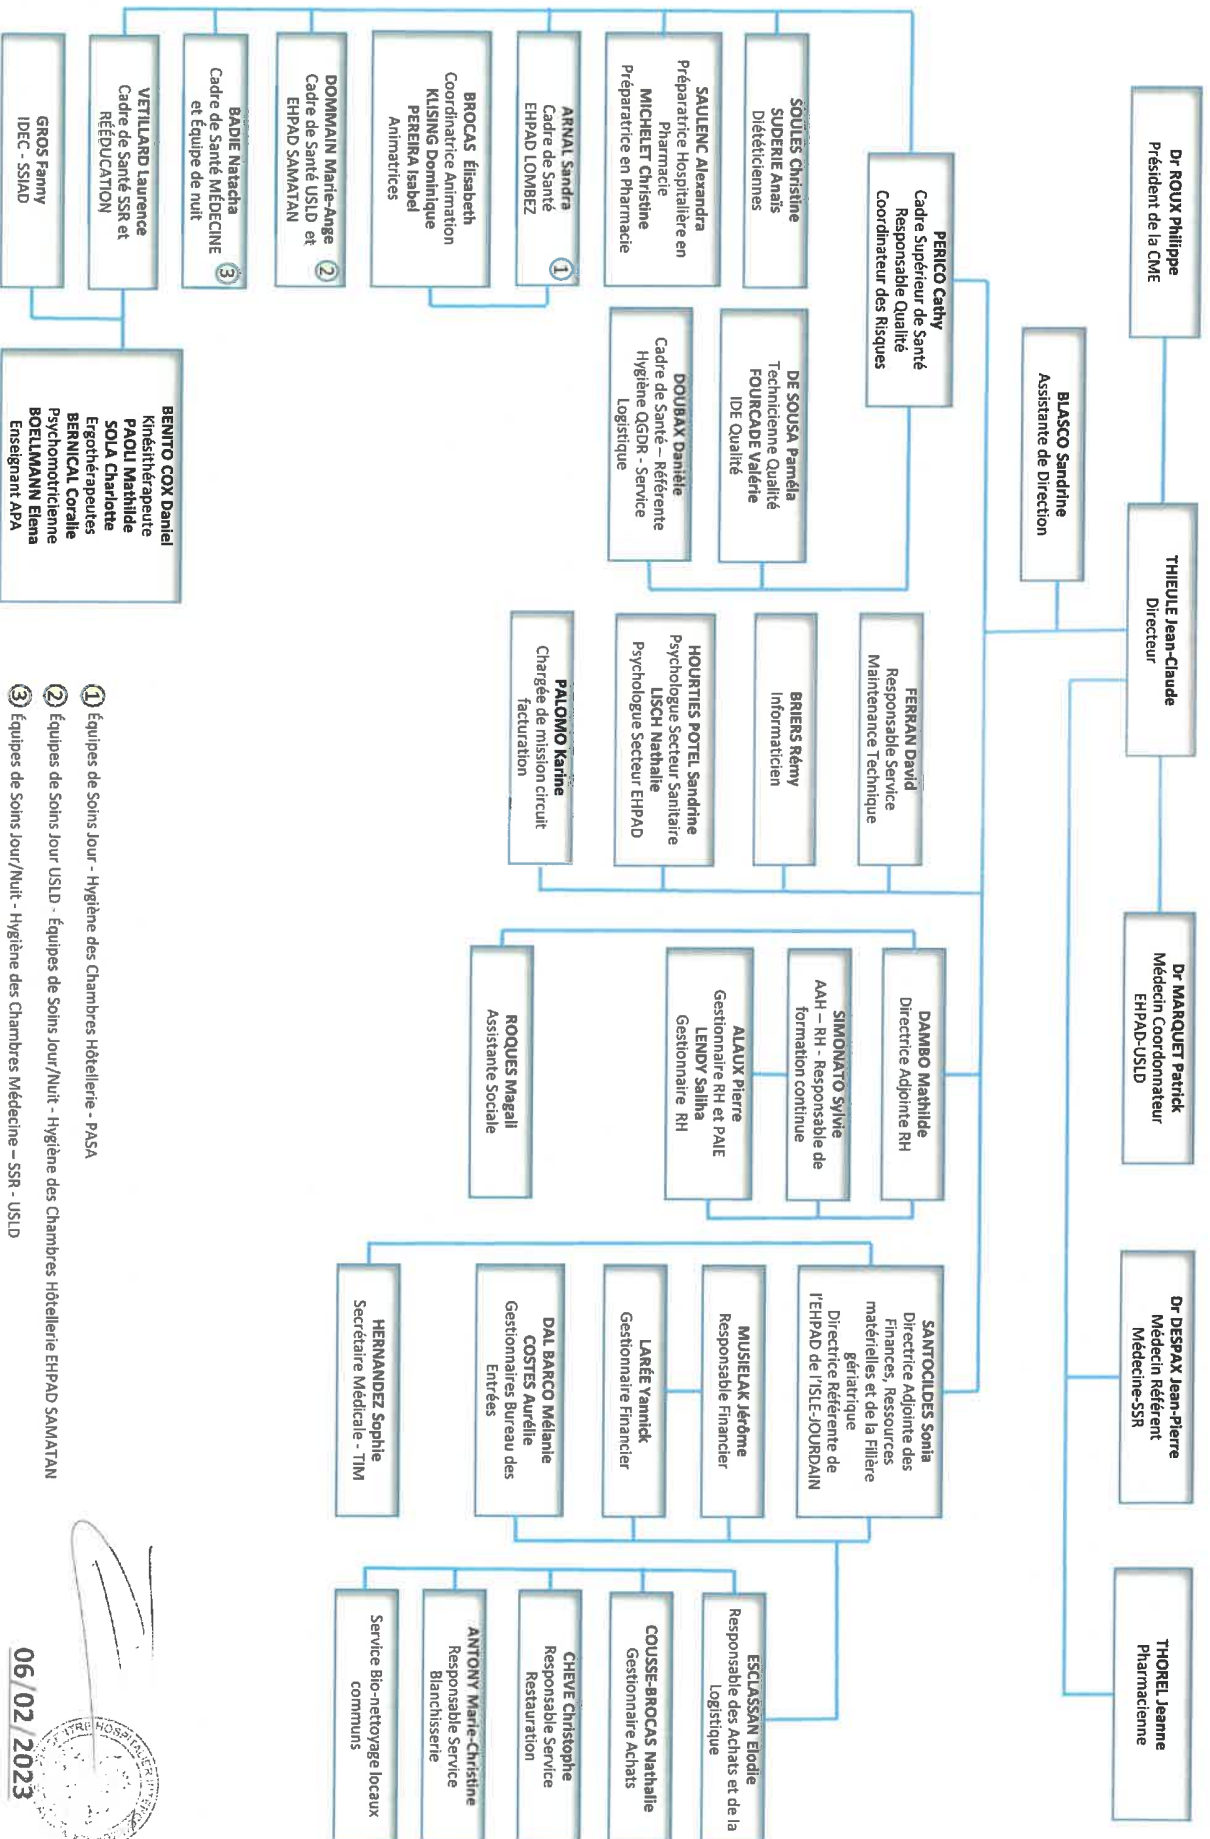 Dr ROUX Philippe
Président de la CME
THIEULE Jean-Claude
Directeur
Dr MARQUET Patrick
Médecin Coordonnateur
EHPAD-USLD
Dr DESPAX Jean-Pierre
Médecin Référent
Médecine-SSR
THOREL Jeanne
Pharmacienne
BLASCO Sandrine
Assistante de Direction
PERICO Cathy
Cadre Supérieur de Santé
Responsable Qualité
Coordinateur des Risques
SOULES Christine
SUDERIE Anaïs
Diététiciennes
SAULENC Alexandra
Préparatrice Hospitalière en
Pharmacie
MICHELET Christine
Préparatrice en Pharmacie
ARNAL Sandra
Cadre de Santé
EHPAD LOMBEZ
1
BROCAS Élisabeth
Coordinatrice Animation
KLISING Dominique
PEREIRA Isabel
Animatrices
DOMMAIN Marie-Ange
Cadre de Santé USLD et
EHPAD SAMATAN
2
BADIE Natacha
Cadre de Santé MÉDECINE
et Équipe de nuit
3
VETILLARD Laurence
Cadre de Santé SSR et
RÉÉDUCATION
GROS Fanny
IDEC - SSIAD
DE SOUSA Paméla
Technicienne Qualité
FOURCADE Valérie
IDE Qualité
DOUBAX Danièle
Cadre de Santé – Référente
Hygiène QGDR - Service
Logistique
BENITO COX Daniel
Kinésithérapeute
PAOLI Mathilde
SOLA Charlotte
Ergothérapeutes
BERNICAL Coralie
Psychomotricienne
BOELLMANN Elena
Enseignant APA
FERRAN David
Responsable Service
Maintenance Technique
BRIERS Rémy
Informaticien
HOURTIES POTEL Sandrine
Psychologue Secteur Sanitaire
LISCH Nathalie
Psychologue Secteur EHPAD
PALOMO Karine
Chargée de mission circuit
facturation
DAMBO Mathilde
Directrice Adjointe RH
SIMONATO Sylvie
AAH – RH - Responsable de
formation continue
ALAUX Pierre
Gestionnaire RH et PAIE
LENDY Saliha
Gestionnaire RH
ROQUES Magali
Assistante Sociale
SANTOCILDES Sonia
Directrice Adjointe des
Finances, Ressources
matérielles et de la Filière
gériatrique
Directrice Référente de
l'EHPAD de l'ISLE-JOURDAIN
MUSIELAK Jérôme
Responsable Financier
LARÉE Yannick
Gestionnaire Financier
DAL BARCO Mélanie
COSTES Aurélie
Gestionnaires Bureau des
Entrées
HERNANDEZ Sophie
Secrétaire Médicale - TIM
ESCLASSAN Elodie
Responsable des Achats et de la
Logistique
COUSSE-BROCAS Nathalie
Gestionnaire Achats
CHEVE Christophe
Responsable Service
Restauration
ANTONY Marie-Christine
Responsable Service
Blanchisserie
Service Bio-nettoyage locaux
communs
1 Équipes de Soins Jour - Hygiène des Chambres Hôtellerie - PASA
2 Équipes de Soins Jour USLD - Équipes de Soins Jour/Nuit - Hygiène des Chambres Hôtellerie EHPAD SAMATAN
3 Équipes de Soins Jour/Nuit - Hygiène des Chambres Médecine – SSR - USLD
06/02/2023